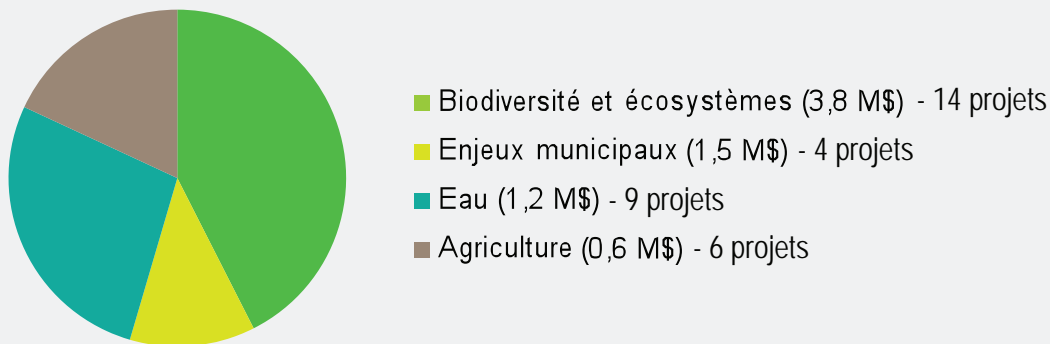 Biodiversité et écosystèmes (3,8 M$) - 14 projets
Enjeux municipaux (1,5 M$) - 4 projets
Eau (1,2 M$) - 9 projets
Agriculture (0,6 M$) - 6 projets